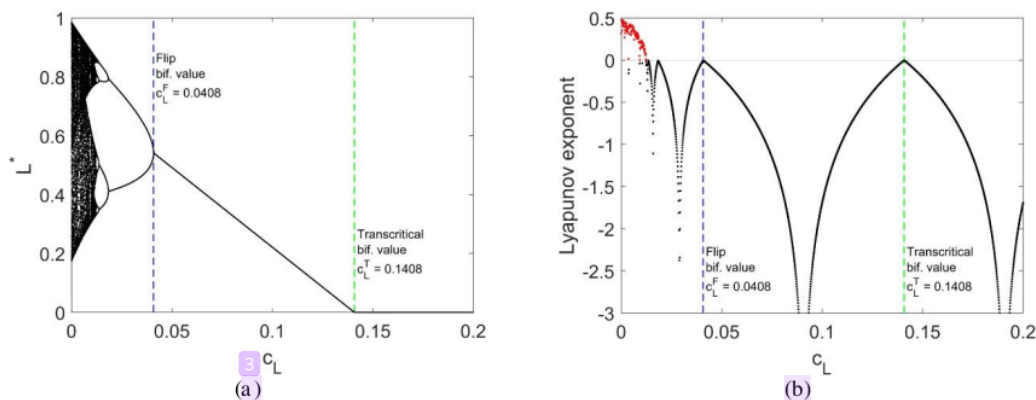 1
0.8
0.6
0.4
0.2
0
L*
Flip
bif. value
c_L^F = 0.0408
Transcritical
bif. value
c_L^T = 0.1408
0 0.05 0.1 0.15 0.2
3
c_L
(a)
0.5
0
-0.5
-1
-1.5
-2
-2.5
-3
Lyapunov exponent
Flip
bif. value
c_L^F = 0.0408
Transcritical
bif. value
c_L^T = 0.1408
0 0.05 0.1 0.15 0.2
c_L
(b)